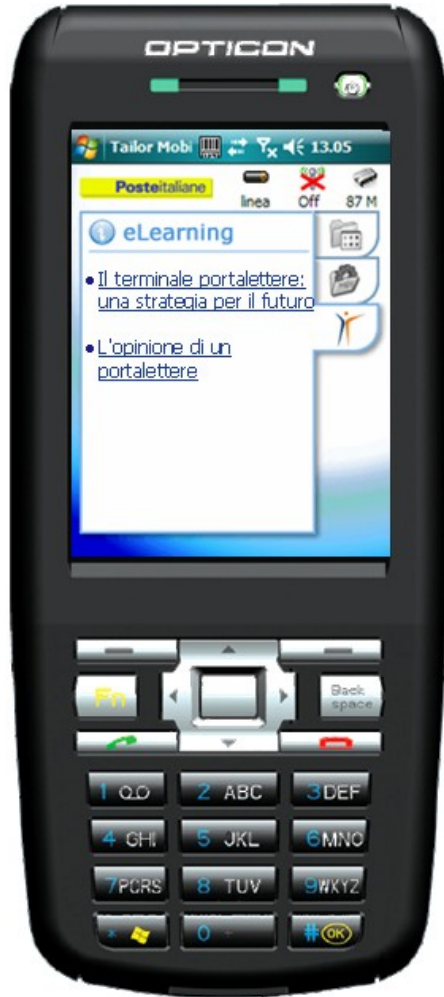 OPTICON
Tailor Mobi 13.05
Posteitaliane
linea Off 87 M
eLearning
Il terminale portalettere:
una strategia per il futuro
L'opinione di un
portalettere
Fn
Back
space
1
2 ABC
3 DEF
4 GHI
5 JKL
6 MNO
7 PQRS
8 TUV
9 WXYZ
* 0 # OK